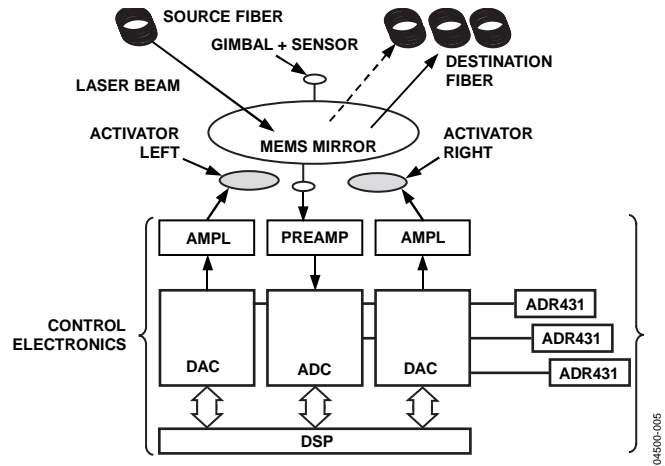 SOURCE FIBER
GIMBAL + SENSOR
DESTINATION
FIBER
LASER BEAM
MEMS MIRROR
ACTIVATOR
LEFT
ACTIVATOR
RIGHT
AMPL
PREAMP
AMPL
CONTROL
ELECTRONICS
DAC
ADC
DAC
ADR431
ADR431
ADR431
DSP
04500-005